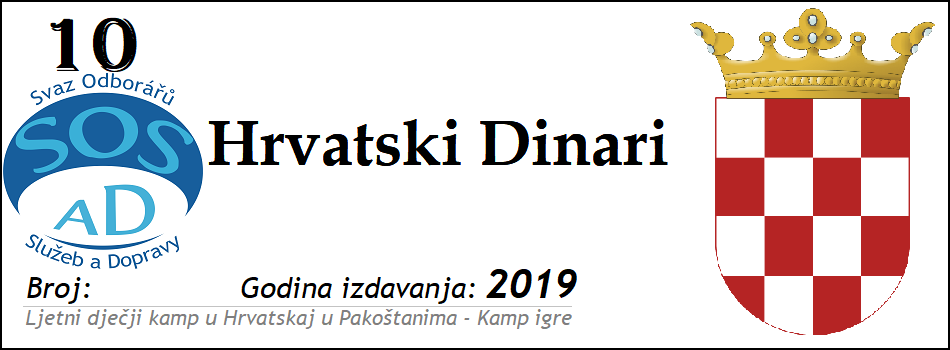 10
Svaz Odborářů
SOS
AD
Služeb a Dopravy
Hrvatski Dinari
Broj: Godina izdavanja: 2019
Ljetni dječji kamp u Hrvatskaj u Pakoštanima - Kamp igre